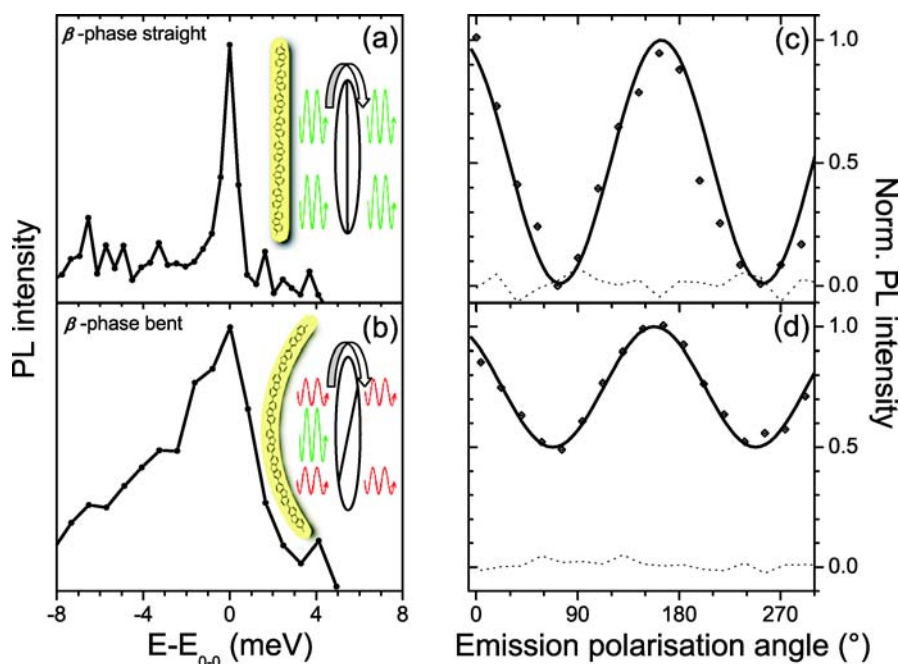 β-phase straight
(a)
β-phase bent
(b)
PL intensity
-8 -4 0 4 8
E-E0-0 (meV)
(c)
1.0
0.5
0.0
(d)
1.0
0.5
0.0
Norm. PL intensity
0 90 180 270
Emission polarisation angle (°)